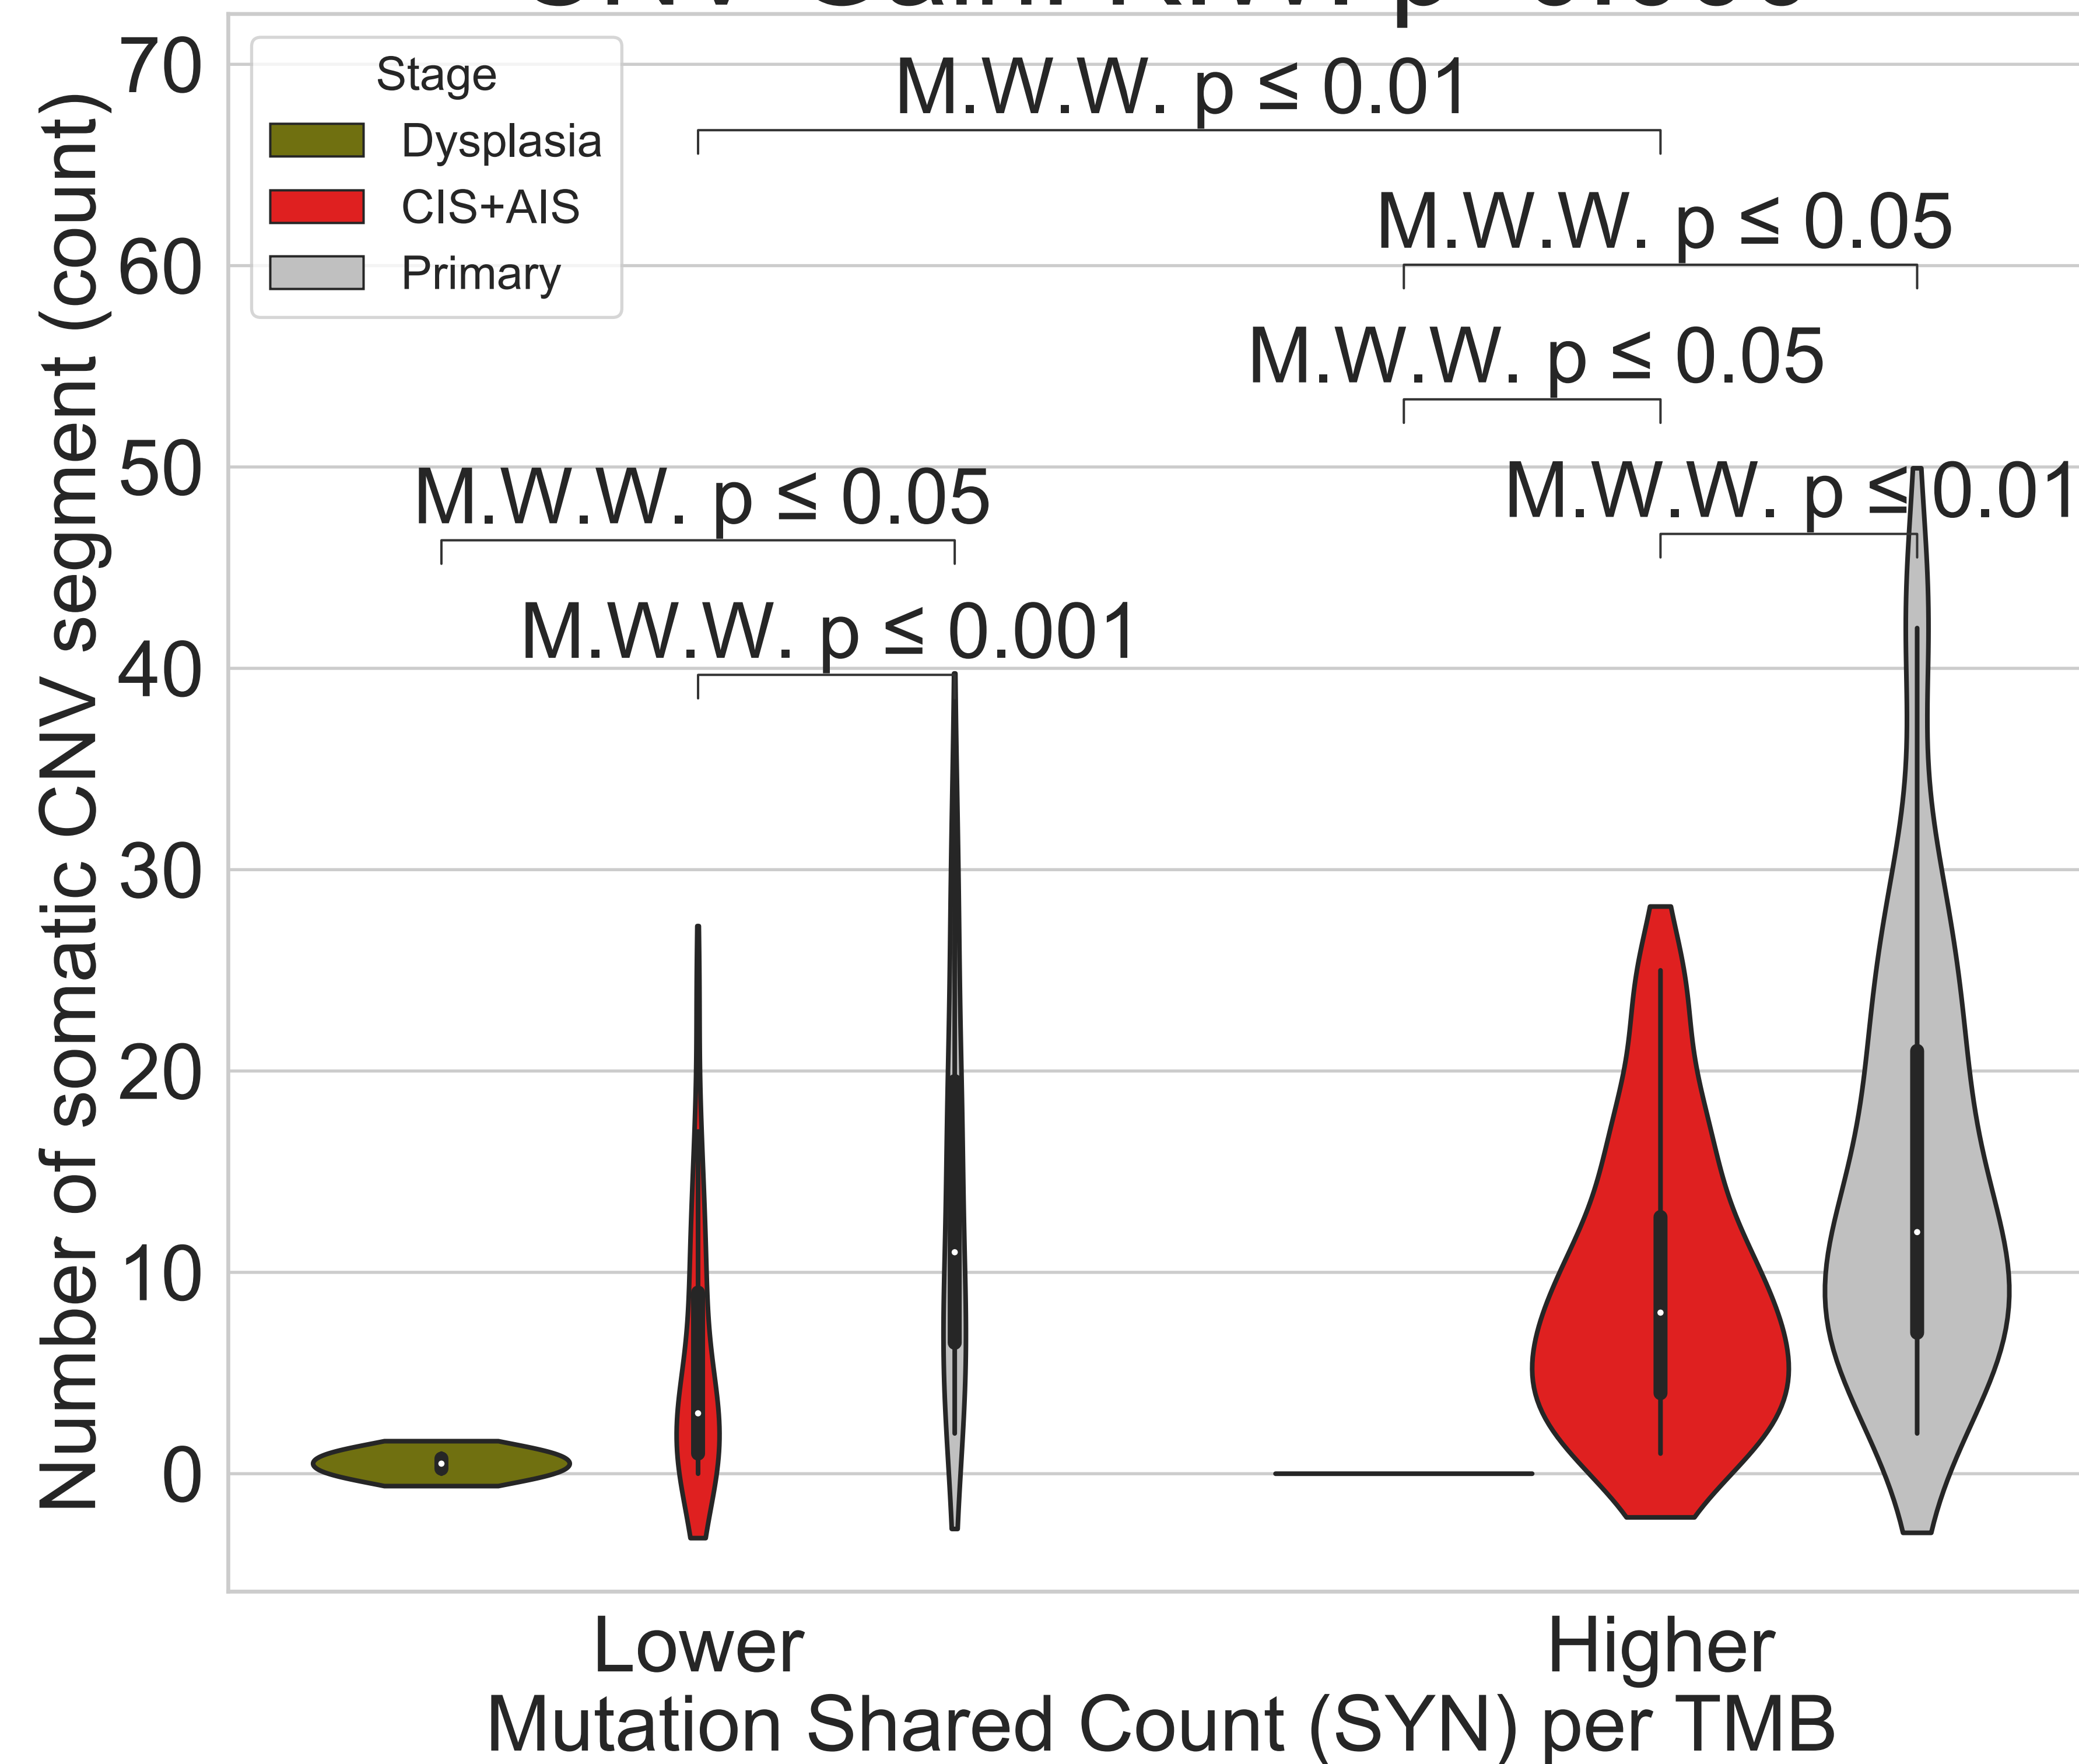 70
Stage
M.W.W. p ≤ 0.01
Dysplasia
CIS+AIS
M.W.W. p ≤ 0.05
60
Primary
M.W.W. p ≤ 0.05
50
M.W.W. p ≤ 0.05
M.W.W. p ≤ 0.01
M.W.W. p ≤ 0.001
40
30
20
10
0
Number of somatic CNV segment (count)
Lower
Higher
Mutation Shared Count (SYN) per TMB